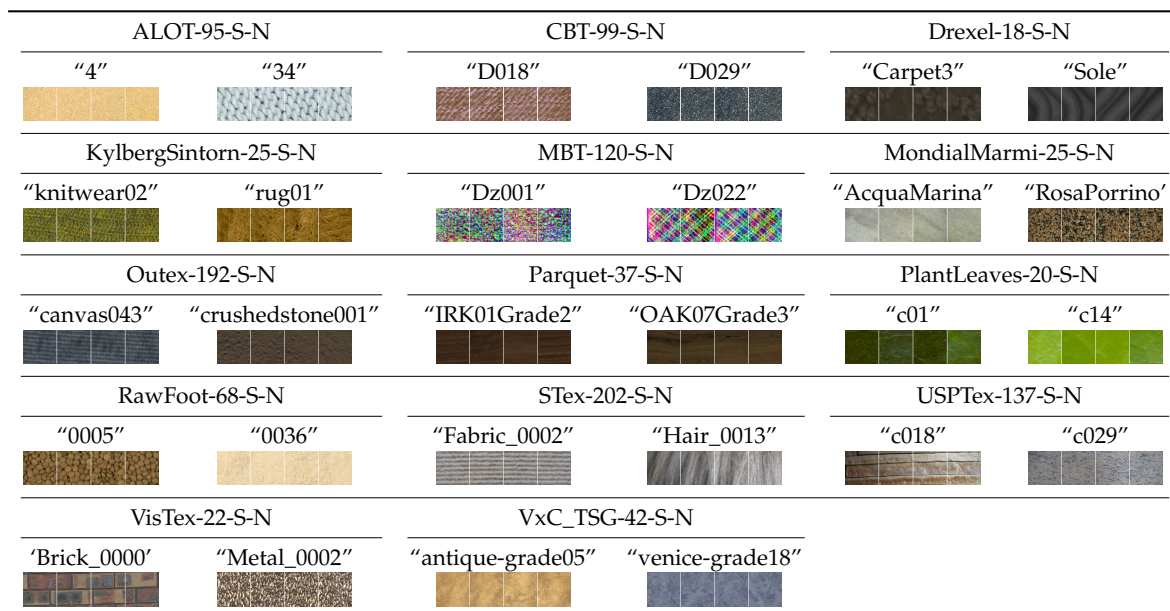 ALOT-95-S-N CBT-99-S-N Drexel-18-S-N
“4” “34” “D018” “D029” “Carpet3” “Sole”
KylbergSintorn-25-S-N MBT-120-S-N MondialMarmi-25-S-N
“knitwear02” “rug01” “Dz001” “Dz022” “AcquaMarina” “RosaPorrino’
Outex-192-S-N Parquet-37-S-N PlantLeaves-20-S-N
“canvas043” “crushedstone001” “IRK01Grade2” “OAK07Grade3” “c01” “c14”
RawFoot-68-S-N STex-202-S-N USPTex-137-S-N
“0005” “0036” “Fabric_0002” “Hair_0013” “c018” “c029”
VisTex-22-S-N VxC_TSG-42-S-N
‘Brick_0000’ “Metal_0002” “antique-grade05” “venice-grade18”